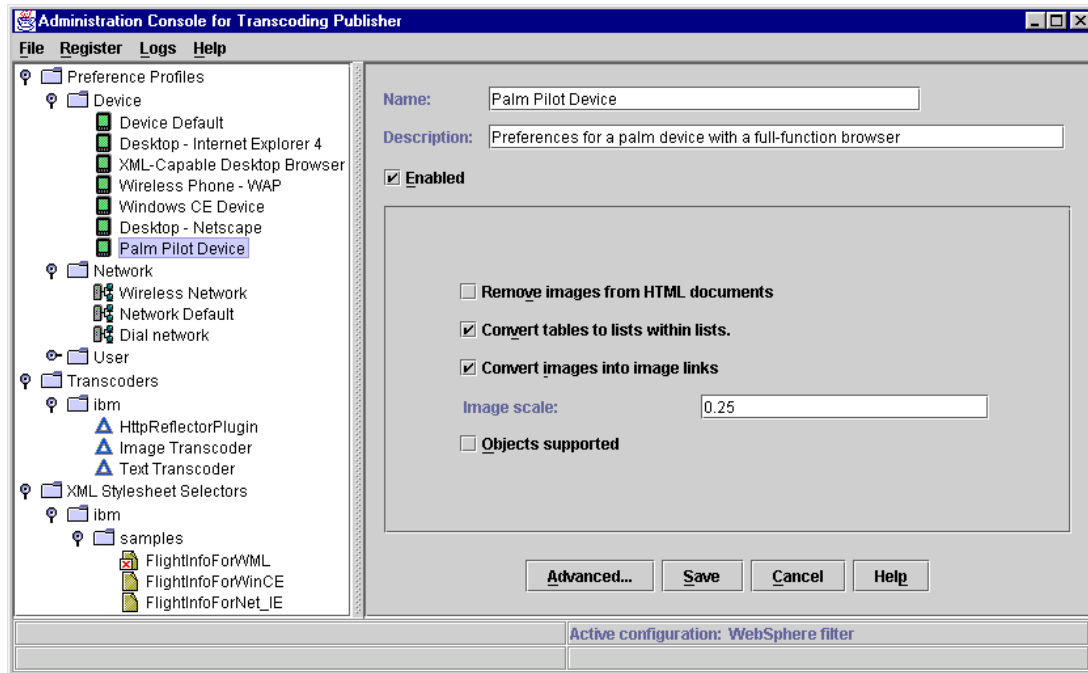 Administration Console for Transcoding Publisher
File Register Logs Help
Preference Profiles
Device
Device Default
Desktop - Internet Explorer 4
XML-Capable Desktop Browser
Wireless Phone - WAP
Windows CE Device
Desktop - Netscape
Palm Pilot Device
Network
Wireless Network
Network Default
Dial network
User
Transcoders
ibm
HttpReflectorPlugin
Image Transcoder
Text Transcoder
XML Stylesheet Selectors
ibm
samples
FlightInfoForWML
FlightInfoForWinCE
FlightInfoForNet_IE
Name: Palm Pilot Device
Description: Preferences for a palm device with a full-function browser
Enabled
Remove images from HTML documents
Convert tables to lists within lists.
Convert images into image links
Image scale: 0.25
Objects supported
Advanced... Save Cancel Help
Active configuration: WebSphere filter